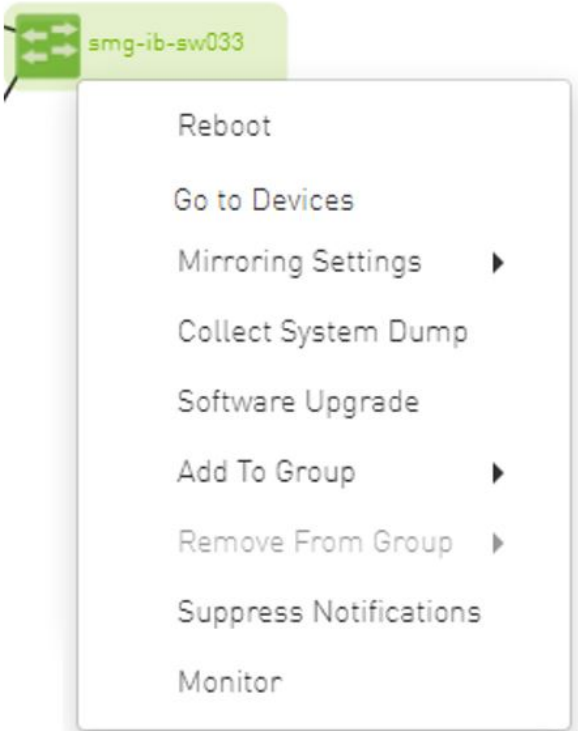 smg-ib-sw033
Reboot
Go to Devices
Mirroring Settings
Collect System Dump
Software Upgrade
Add To Group
Remove From Group
Suppress Notifications
Monitor